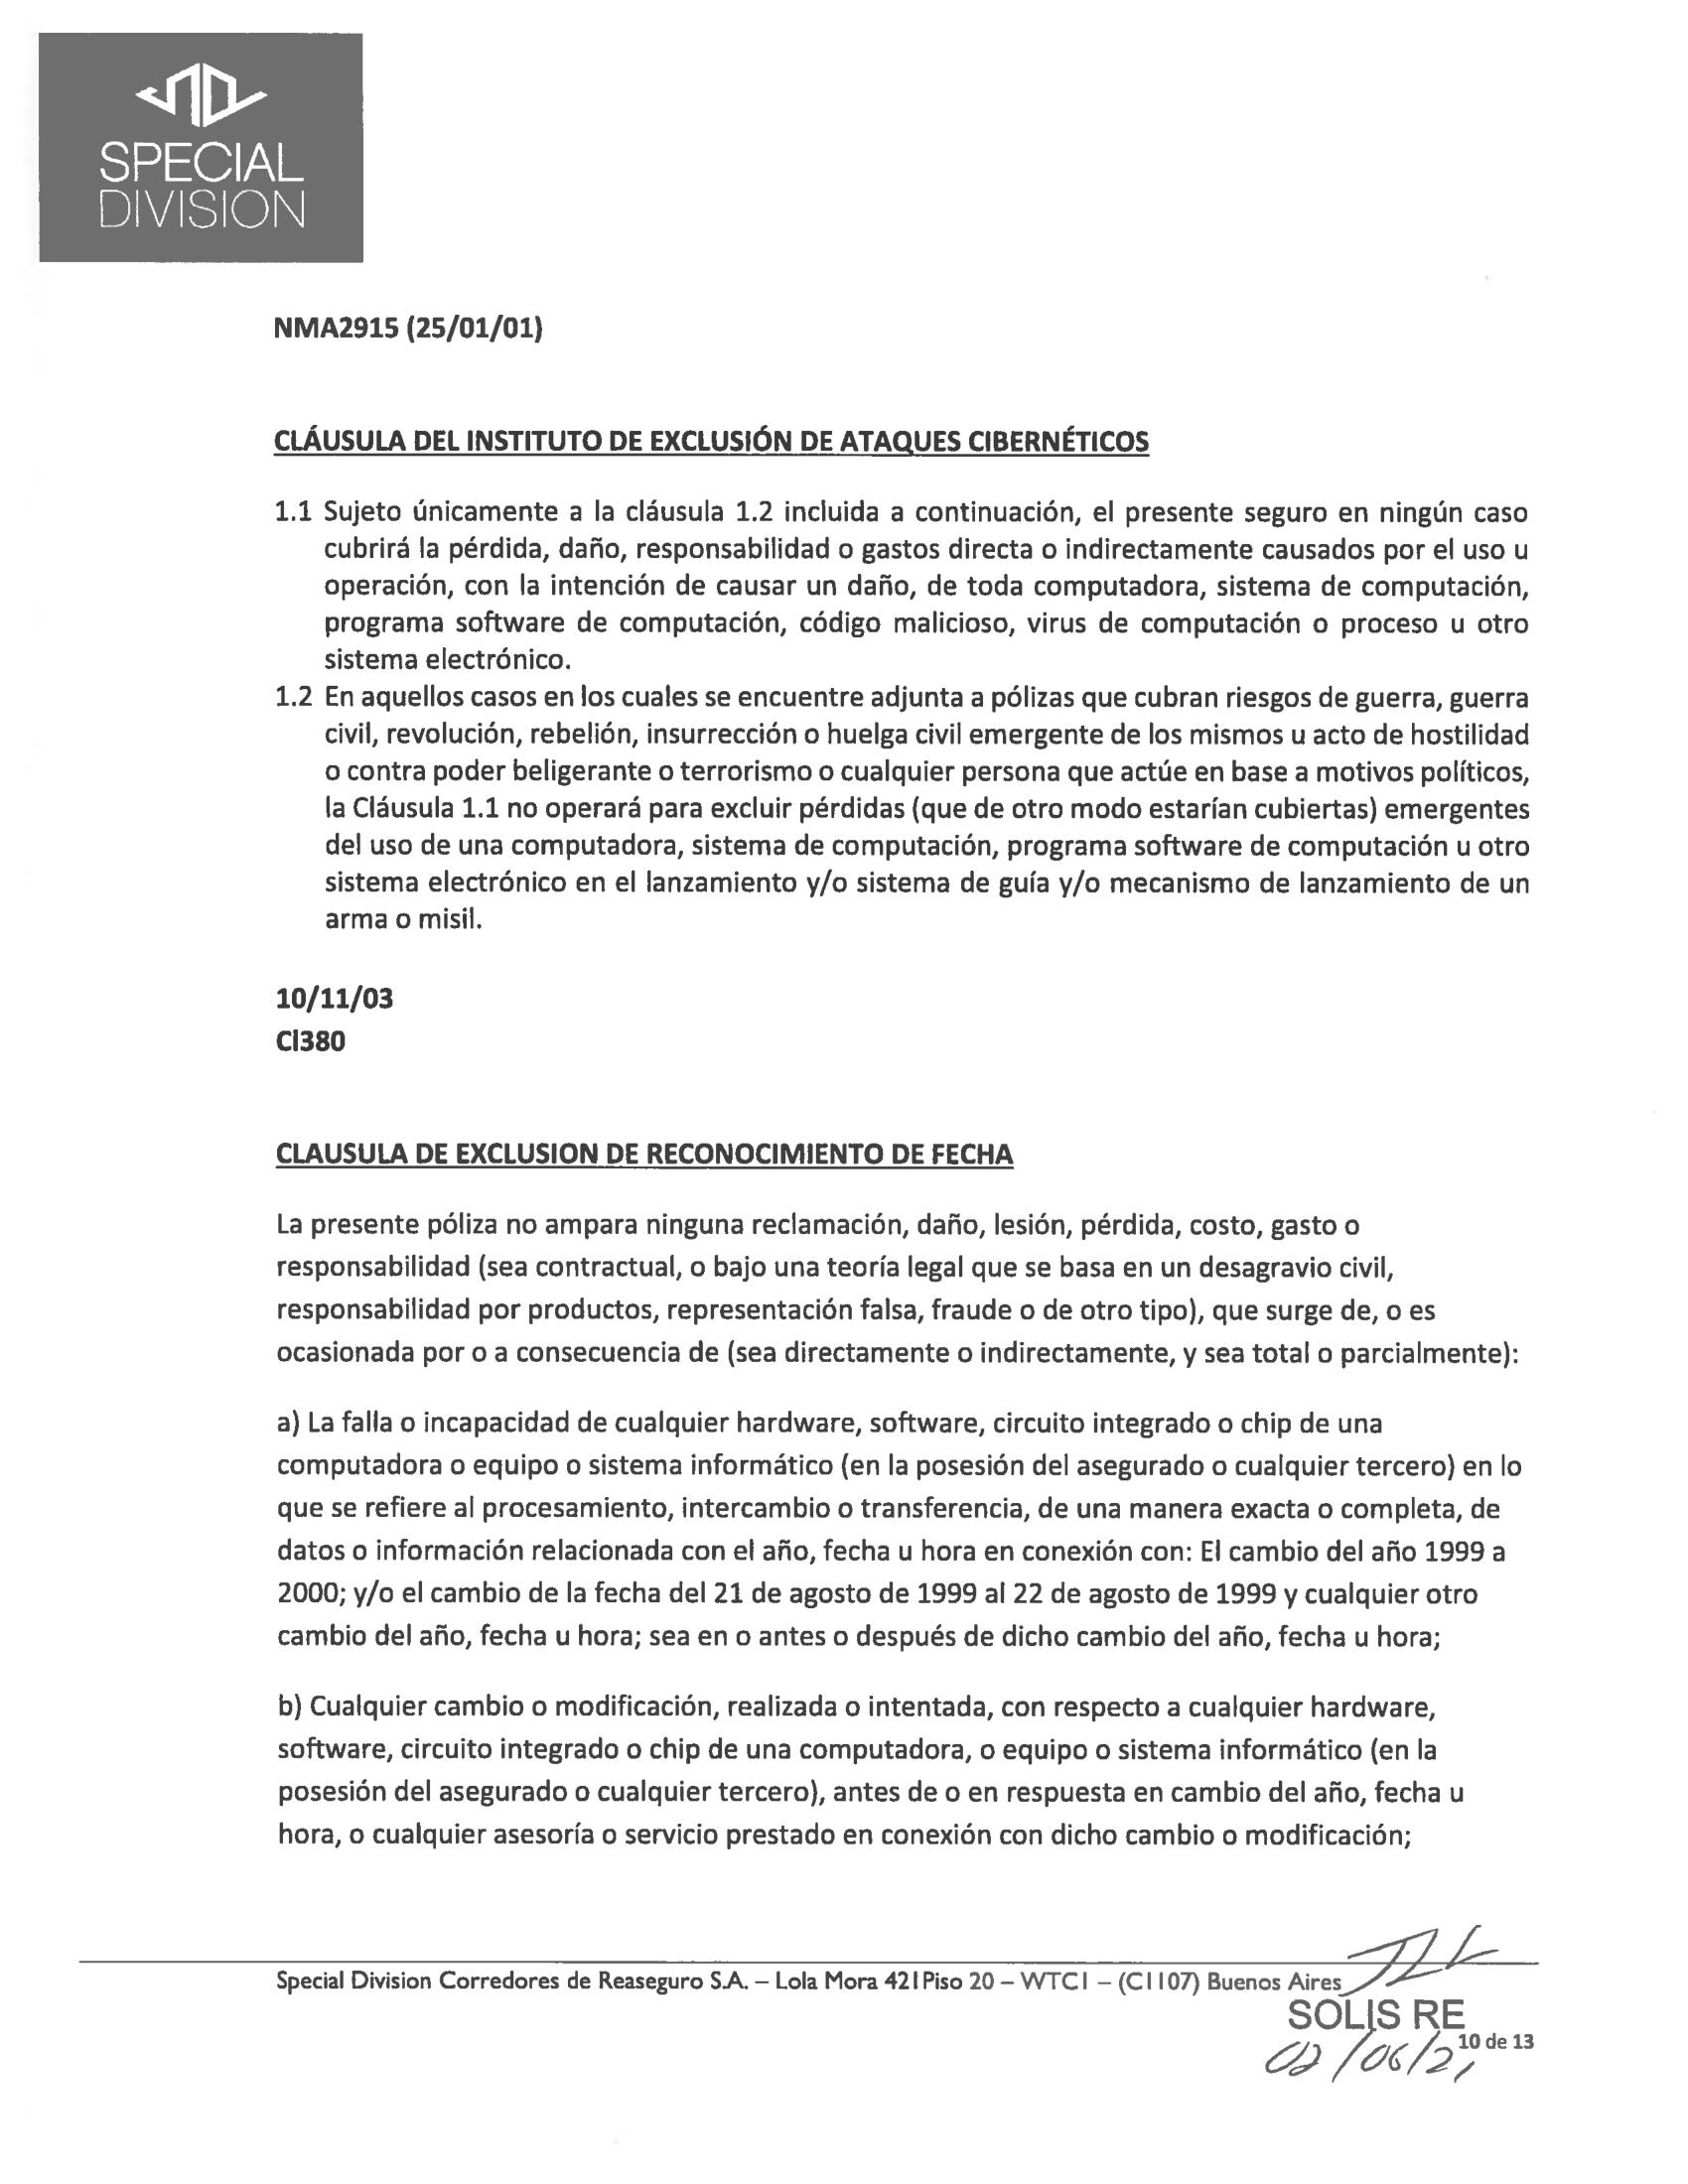 SPECIAL
DIVISION
NMA2915 (25/01/01)
CLÁUSULA DEL INSTITUTO DE EXCLUSIÓN DE ATAQUES CIBERNÉTICOS
1.1 Sujeto únicamente a la cláusula 1.2 incluida a continuación, el presente seguro en ningún caso
cubrirá la pérdida, daño, responsabilidad o gastos directa o indirectamente causados por el uso u
operación, con la intención de causar un daño, de toda computadora, sistema de computación,
programa software de computación, código malicioso, virus de computación o proceso u otro
sistema electrónico.
1.2 En aquellos casos en los cuales se encuentre adjunta a pólizas que cubran riesgos de guerra, guerra
civil, revolución, rebelión, insurrección o huelga civil emergente de los mismos u acto de hostilidad
o contra poder beligerante o terrorismo o cualquier persona que actúe en base a motivos políticos,
la Cláusula 1.1 no operará para excluir pérdidas (que de otro modo estarían cubiertas) emergentes
del uso de una computadora, sistema de computación, programa software de computación u otro
sistema electrónico en el lanzamiento y/o sistema de guía y/o mecanismo de lanzamiento de un
arma o misil.
10/11/03
Cl380
CLAUSULA DE EXCLUSION DE RECONOCIMIENTO DE FECHA
La presente póliza no ampara ninguna reclamación, daño, lesión, pérdida, costo, gasto o
responsabilidad (sea contractual, o bajo una teoría legal que se basa en un desagravio civil,
responsabilidad por productos, representación falsa, fraude o de otro tipo), que surge de, o es
ocasionada por o a consecuencia de (sea directamente o indirectamente, y sea total o parcialmente):
a) La falla o incapacidad de cualquier hardware, software, circuito integrado o chip de una
computadora o equipo o sistema informático (en la posesión del asegurado o cualquier tercero) en lo
que se refiere al procesamiento, intercambio o transferencia, de una manera exacta o completa, de
datos o información relacionada con el año, fecha u hora en conexión con: El cambio del año 1999 a
2000; y/o el cambio de la fecha del 21 de agosto de 1999 al 22 de agosto de 1999 y cualquier otro
cambio del año, fecha u hora; sea en o antes o después de dicho cambio del año, fecha u hora;
b) Cualquier cambio o modificación, realizada o intentada, con respecto a cualquier hardware,
software, circuito integrado o chip de una computadora, o equipo o sistema informático (en la
posesión del asegurado o cualquier tercero), antes de o en respuesta en cambio del año, fecha u
hora, o cualquier asesoría o servicio prestado en conexión con dicho cambio o modificación;
Special Division Corredores de Reaseguro S.A. – Lola Mora 421 Piso 20 – WTC1 – (C1107) Buenos Aires
SOLIS RE
10 de 13
02/06/21